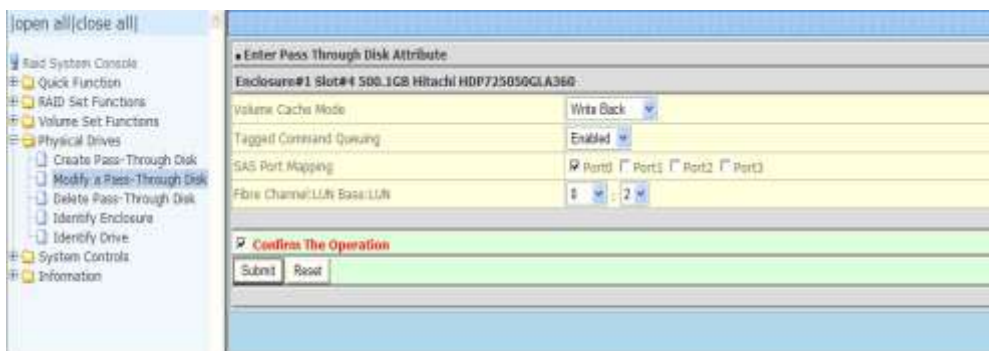 |open all|close all|
Raid System Console
Quick Function
RAID Set Functions
Volume Set Functions
Physical Drives
Create Pass-Through Disk
Modify a Pass-Through Disk
Delete Pass-Through Disk
Identify Enclosure
Identify Drive
System Controls
Information
• Enter Pass Through Disk Attribute
Enclosure#1 Slot#4 500.1GB Hitachi HDP725050GLA360
Volume Cache Mode Write Back
Tagged Command Queuing Enabled
SAS Port Mapping Port0 Port1 Port2 Port3
Fibre Channel:LUN Base:LUN : 2
Confirm The Operation
Submit Reset